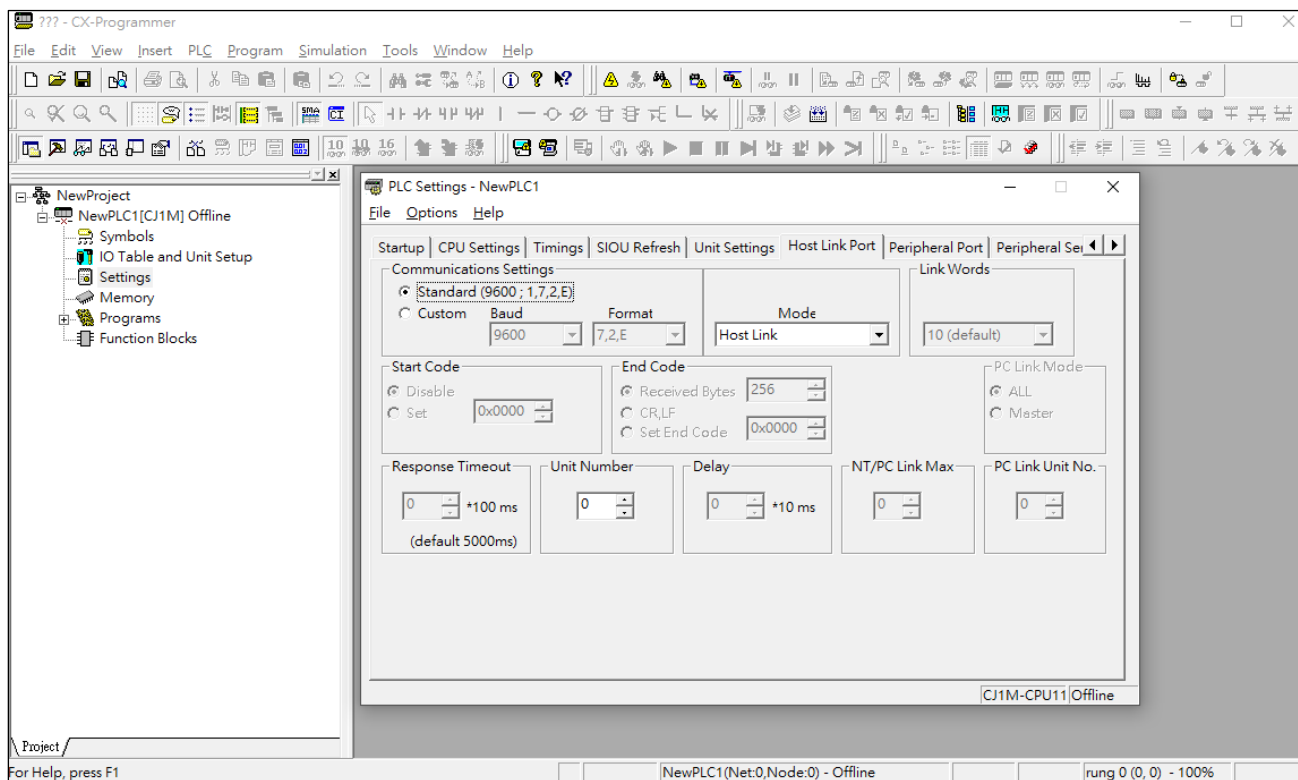 ??? - CX-Programmer
File Edit View Insert PLC Program Simulation Tools Window Help
SMA CI
10 10 16
NewProject
NewPLC1[CJ1M] Offline
Symbols
IO Table and Unit Setup
Settings
Memory
Programs
Function Blocks
Project
PLC Settings - NewPLC1
File Options Help
Startup CPU Settings Timings SIOU Refresh Unit Settings Host Link Port Peripheral Port Peripheral Ser
Communications Settings
Standard (9600 ; 1,7,2,E)
Custom Baud Format
9600 7,2,E
Mode
Host Link
Link Words
10 (default)
Start Code
Disable
Set 0x0000
End Code
Received Bytes 256
CR,LF
Set End Code 0x0000
PC Link Mode
ALL
Master
Response Timeout
0 *100 ms
(default 5000ms)
Unit Number
0
Delay
0 *10 ms
NT/PC Link Max
0
PC Link Unit No.
0
CJ1M-CPU11 Offline
For Help, press F1 NewPLC1(Net:0,Node:0) - Offline rung 0 (0, 0) - 100%